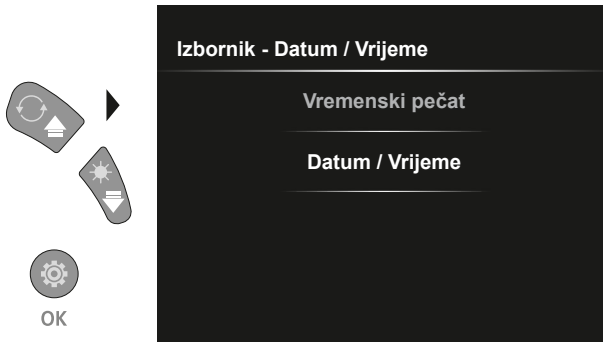 Izbornik - Datum / Vrijeme
Vremenski pečat
Datum / Vrijeme
OK